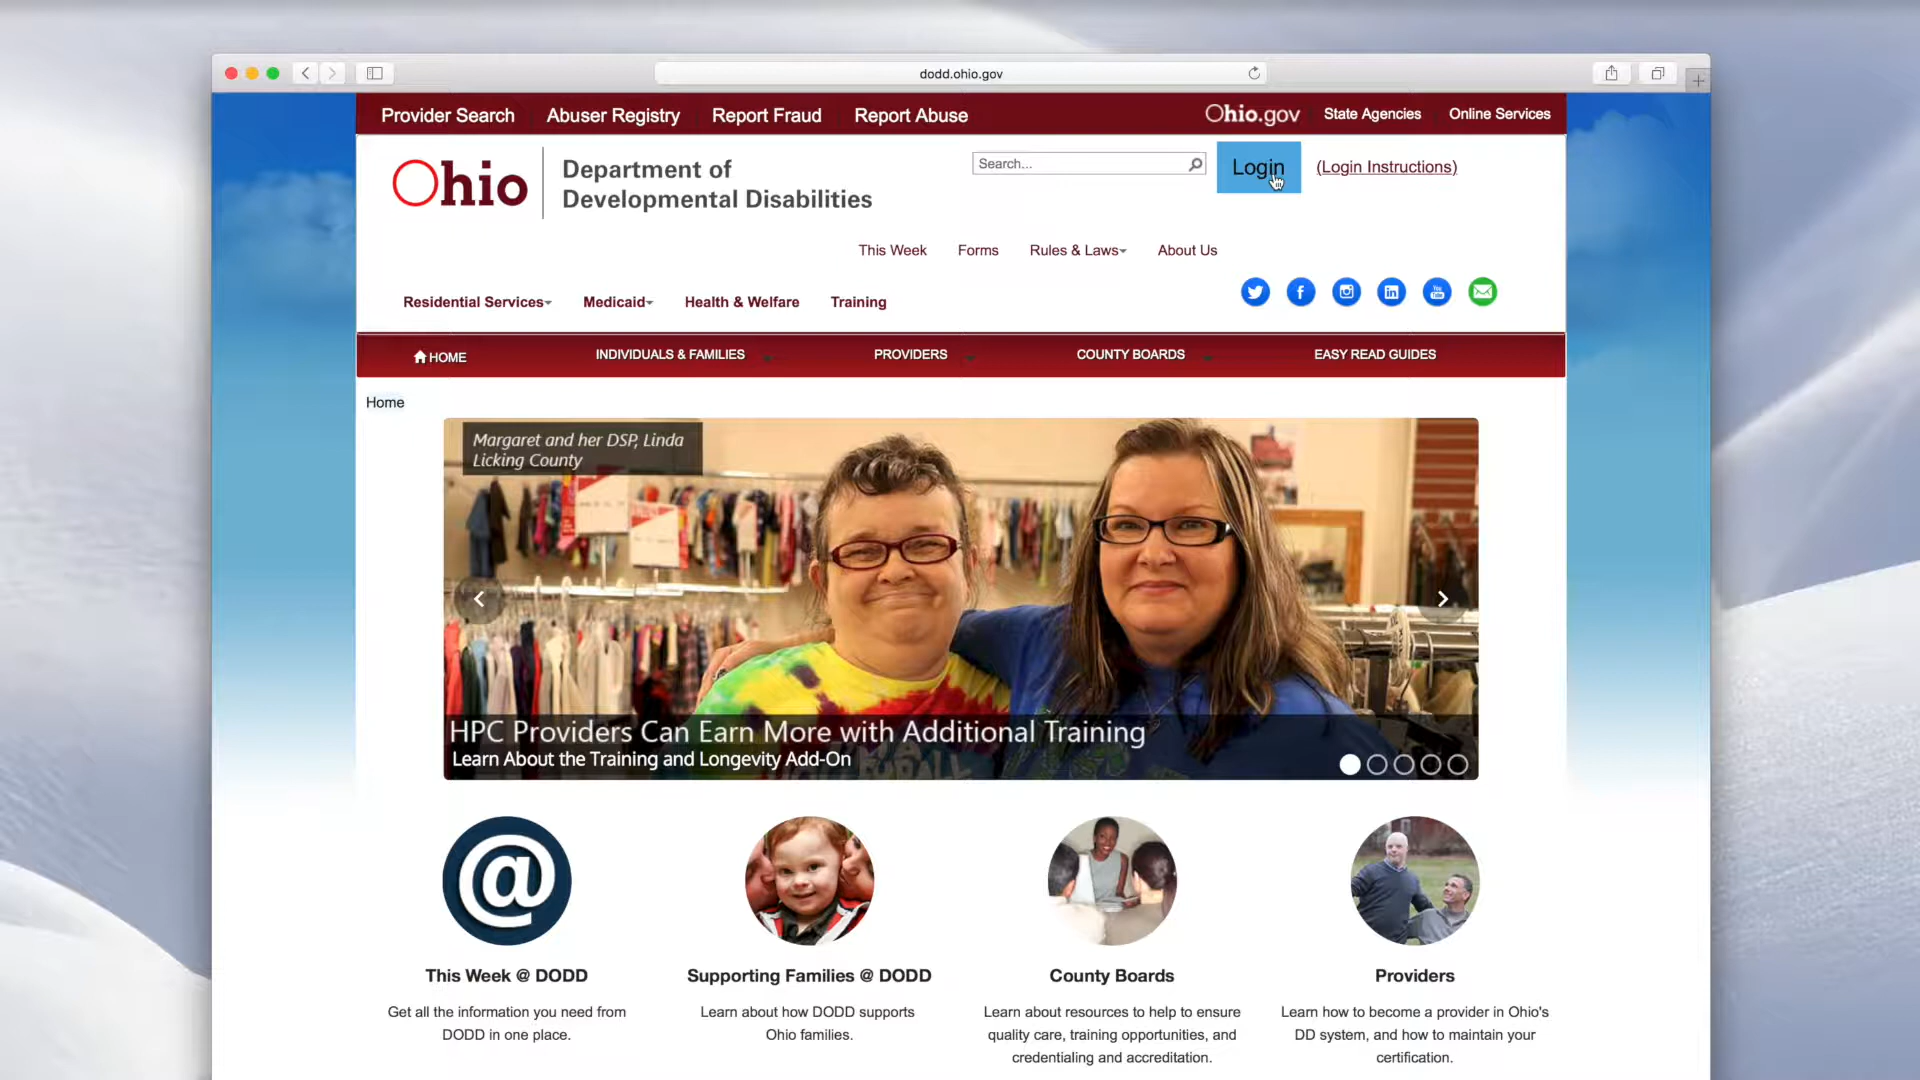 dodd.ohio.gov
Provider Search Abuser Registry Report Fraud Report Abuse Ohio.gov State Agencies Online Services
Ohio Department of
Developmental Disabilities
Search... Login (Login Instructions)
This Week Forms Rules & Laws About Us
Residential Services Medicaid Health & Welfare Training
HOME INDIVIDUALS & FAMILIES PROVIDERS COUNTY BOARDS EASY READ GUIDES
Home
Margaret and her DSP, Linda
Licking County
HPC Providers Can Earn More with Additional Training
Learn About the Training and Longevity Add-On
This Week @ DODD
Get all the information you need from
DODD in one place.
Supporting Families @ DODD
Learn about how DODD supports
Ohio families.
County Boards
Learn about resources to help to ensure
quality care, training opportunities, and
credentialing and accreditation.
Providers
Learn how to become a provider in Ohio's
DD system, and how to maintain your
certification.